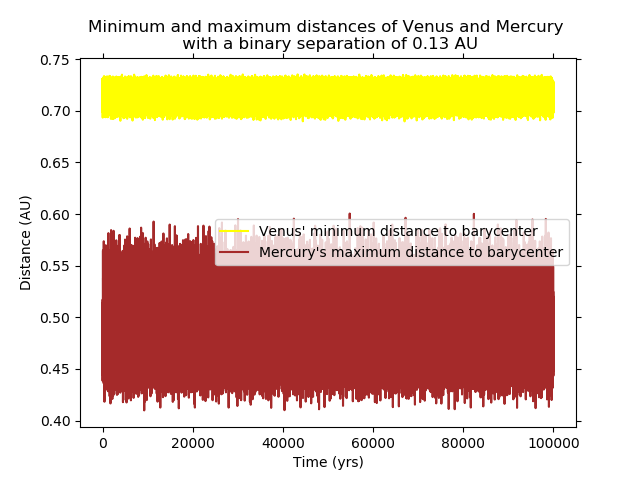 Minimum and maximum distances of Venus and Mercury
with a binary separation of 0.13 AU
0.75
0.70
0.65
0.60
0.55
0.50
0.45
0.40
Distance (AU)
Venus' minimum distance to barycenter
Mercury's maximum distance to barycenter
0
20000
40000
60000
80000
100000
Time (yrs)